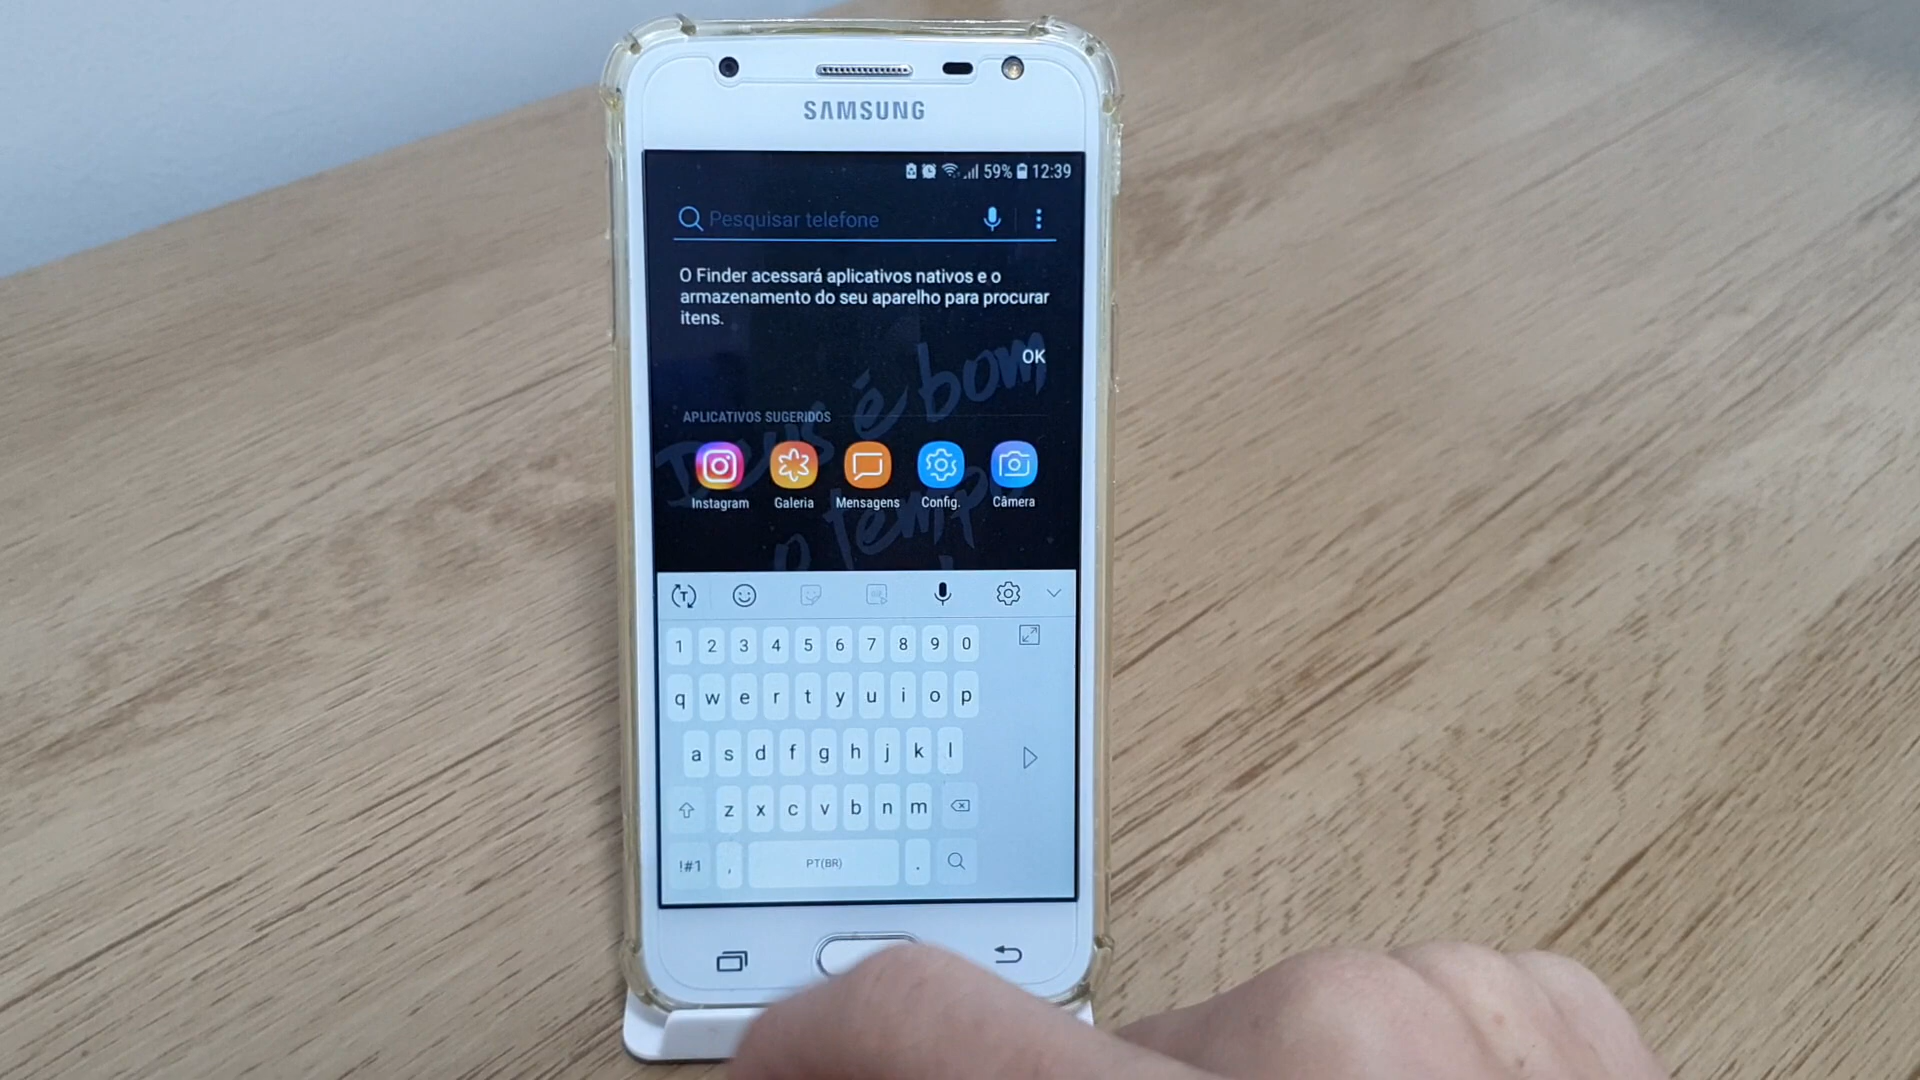 SAMSUNG
59% 12:39
Pesquisar telefone
O Finder acessará aplicativos nativos e o
armazenamento do seu aparelho para procurar
itens.
OK
Deus é bom
o tempo
APLICATIVOS SUGERIDOS
Instagram Galeria Mensagens Config. Câmera
T
1 2 3 4 5 6 7 8 9 0
q w e r t y u i o p
a s d f g h j k l
z x c v b n m
!#1 , PT(BR) .